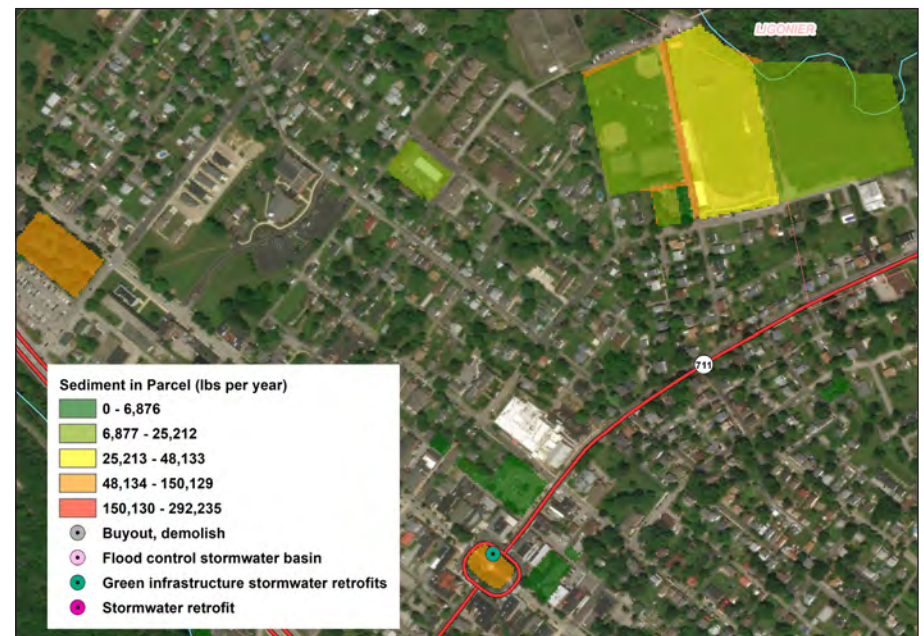 LIGONIER
711
Sediment in Parcel (lbs per year)
0 - 6,876
6,877 - 25,212
25,213 - 48,133
48,134 - 150,129
150,130 - 292,235
Buyout, demolish
Flood control stormwater basin
Green infrastructure stormwater retrofits
Stormwater retrofit